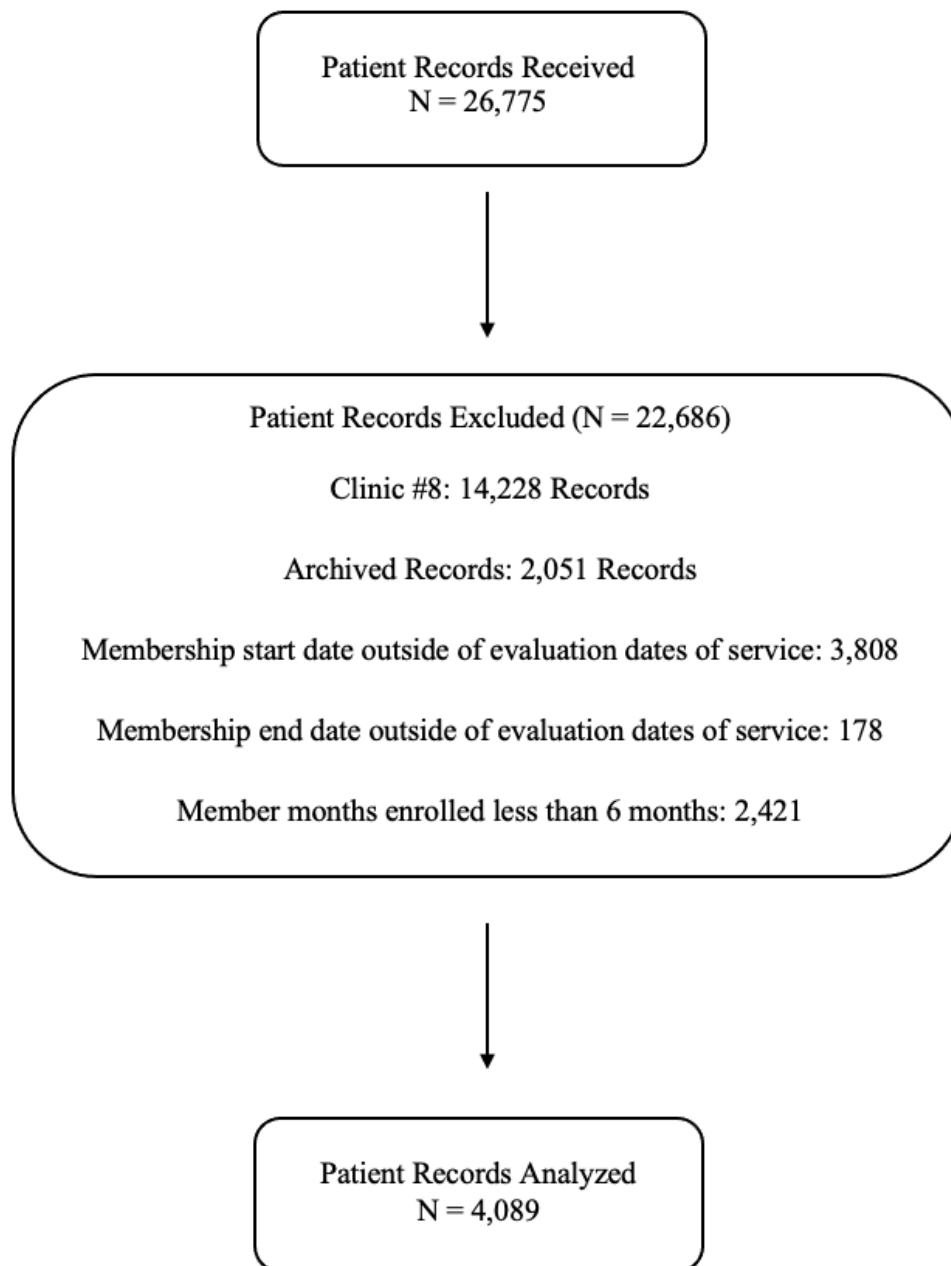 Patient Records Received
N = 26,775
Patient Records Excluded (N = 22,686)
Clinic #8: 14,228 Records
Archived Records: 2,051 Records
Membership start date outside of evaluation dates of service: 3,808
Membership end date outside of evaluation dates of service: 178
Member months enrolled less than 6 months: 2,421
Patient Records Analyzed
N = 4,089